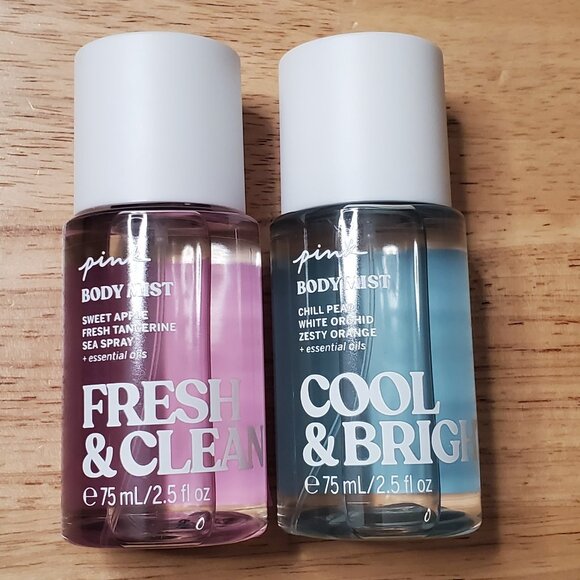 pink
BODY MIST
SWEET APPLE
FRESH TANGERINE
SEA SPRAY
+ essential oils
FRESH
& CLEAN
℮ 75 mL/2.5 fl oz
pink
BODY MIST
CHILL PEAR
WHITE ORCHID
ZESTY ORANGE
+ essential oils
COOL
& BRIGH
℮ 75 mL/2.5 fl oz